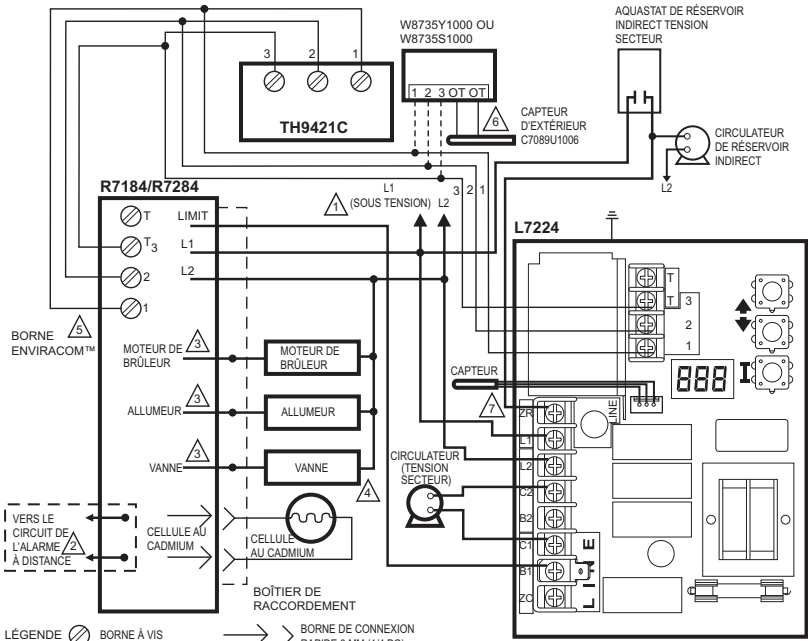 W8735Y1000 OU
W8735S1000
AQUASTAT DE RÉSERVOIR
INDIRECT TENSION
SECTEUR
3 2 1
TH9421C
1 2 3 OT OT
6
CAPTEUR
D'EXTÉRIEUR
C7089U1006
CIRCULATEUR
DE RÉSERVOIR
INDIRECT
L2
R7184/R7284
1
L1
(SOUS TENSION)
L2
3 2 1
L7224
T
LIMIT
T3
L1
2
L2
1
T
T 3
2
1
5
BORNE
ENVIRACOM™
MOTEUR DE
BRÛLEUR
3
MOTEUR DE
BRÛLEUR
ALLUMEUR
3
ALLUMEUR
VANNE
3
VANNE
4
CAPTEUR
7
888
CIRCULATEUR
(TENSION
SECTEUR)
ZR
LINE
L1
L2
C2
B2
C1
B1
ZC
LINE
VERS LE
CIRCUIT DE
L'ALARME
À DISTANCE
2
CELLULE AU
CADMIUM
CELLULE
AU CADMIUM
BOÎTIER DE
RACCORDEMENT
LÉGENDE
BORNE À VIS
BORNE DE CONNEXION